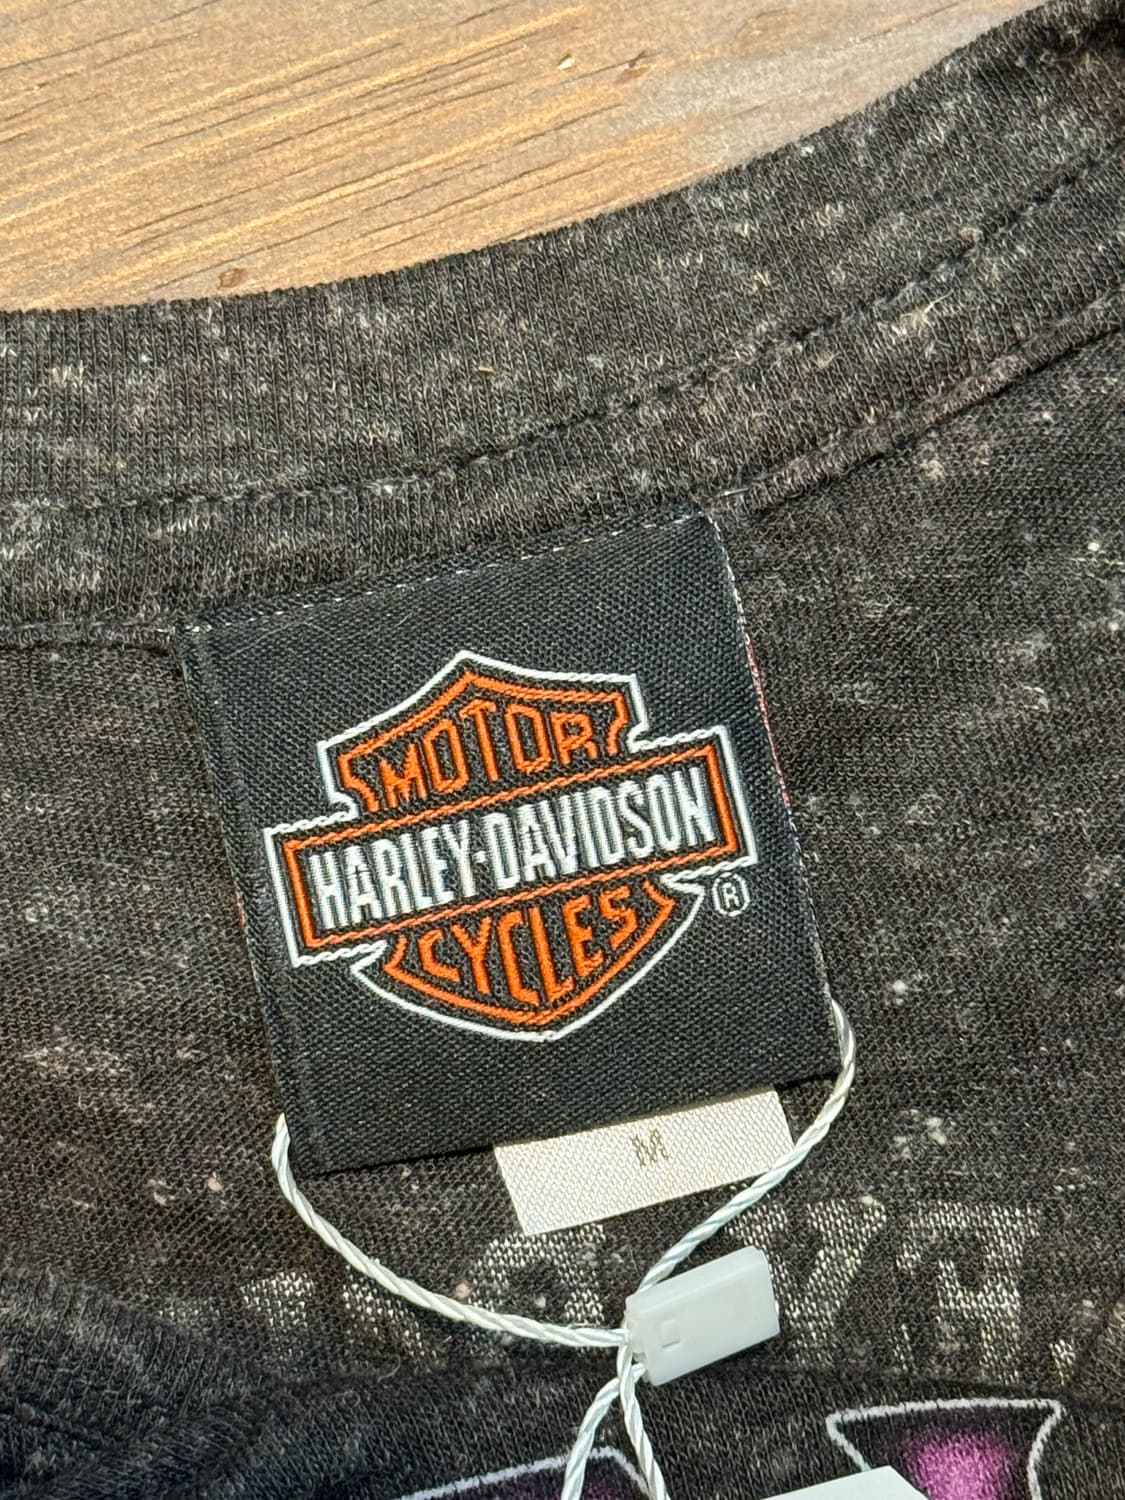 MOTOR
HARLEY-DAVIDSON
CYCLES
®
M